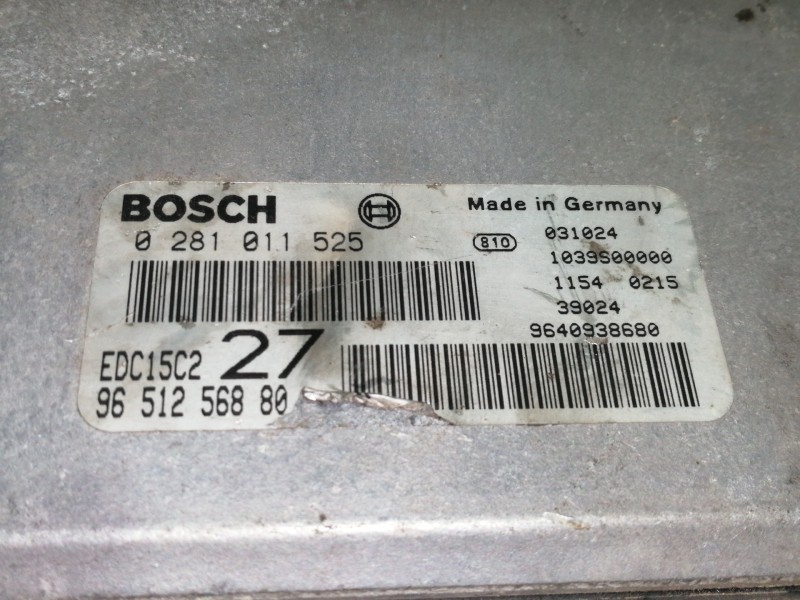 BOSCH Made in Germany
0 281 011 525 810 031024
1039S00000
1154 0215
39024
9640938680
EDC15C2 27
96 512 568 80